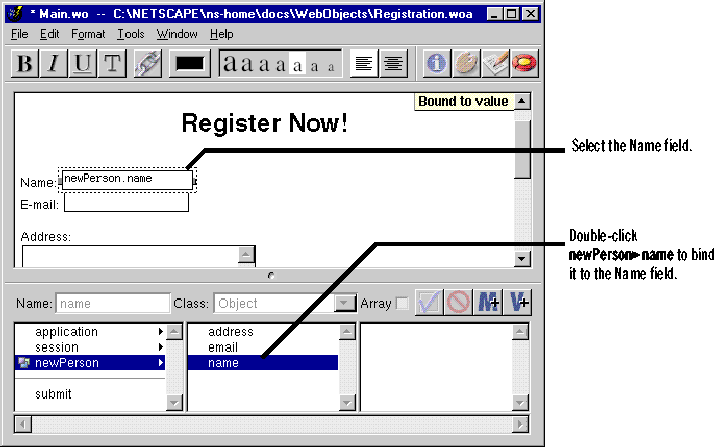 * Main.wo -- C:\NETSCAPE\ns-home\docs\WebObjects\Registration.woa
File Edit Format Tools Window Help
B I U T a a a a a a a
Bound to value
Register Now!
Select the Name field.
Name: newPerson.name
E-mail:
Address:
Double-click
newPerson▸name to bind
it to the Name field.
Name: name Class: Object Array M+ V+
application address
session email
newPerson name
submit